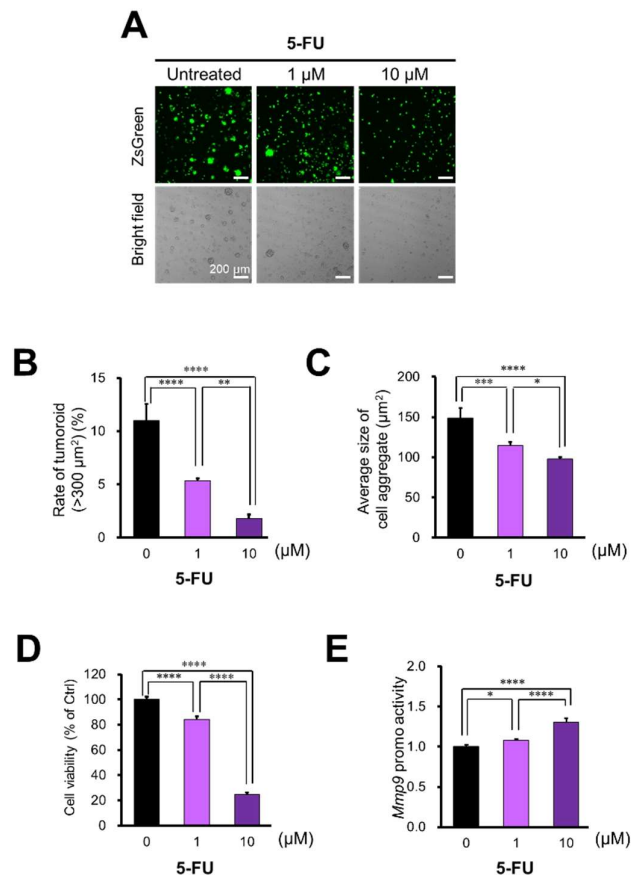 A
5-FU
Untreated 1 µM 10 µM
ZsGreen
Bright field
200 µm
B
Rate of tumoroid
(>300 µm²) (%)
15
10
5
0
****
**** **
0 1 10 (µM)
5-FU
C
Average size of
cell aggregate (µm²)
200
150
100
50
0
****
*** *
0 1 10 (µM)
5-FU
D
Cell viability (% of Ctrl)
120
100
80
60
40
20
0
****
**** ****
0 1 10 (µM)
5-FU
E
Mmp9 promo activity
2.0
1.5
1.0
0.5
0.0
****
* ****
0 1 10 (µM)
5-FU